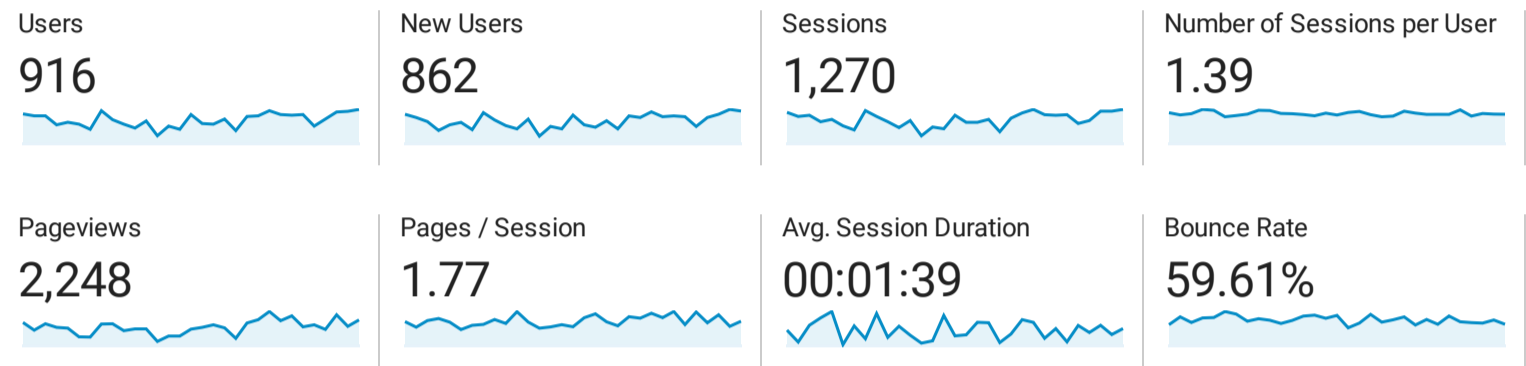 Users
916
New Users
862
Sessions
1,270
Number of Sessions per User
1.39
Pageviews
2,248
Pages / Session
1.77
Avg. Session Duration
00:01:39
Bounce Rate
59.61%